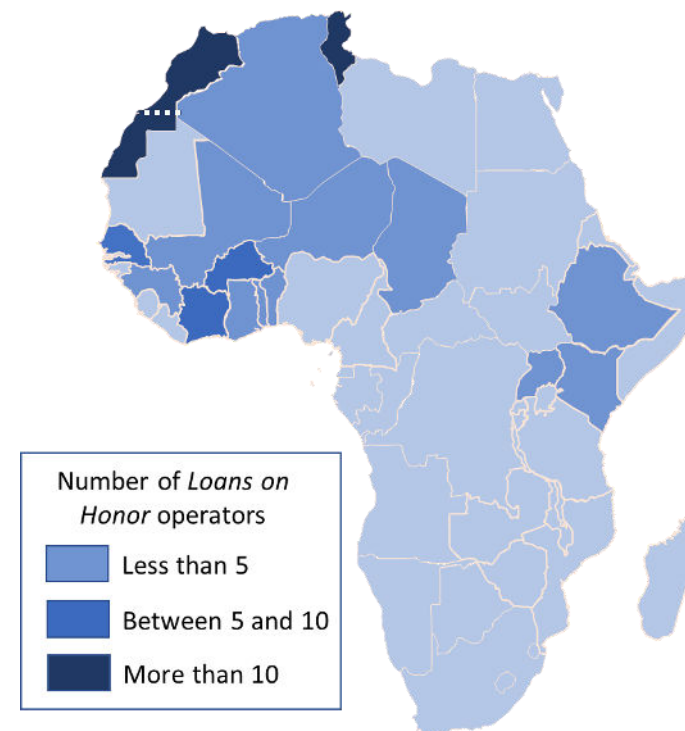 Number of Loans on
Honor operators
Less than 5
Between 5 and 10
More than 10